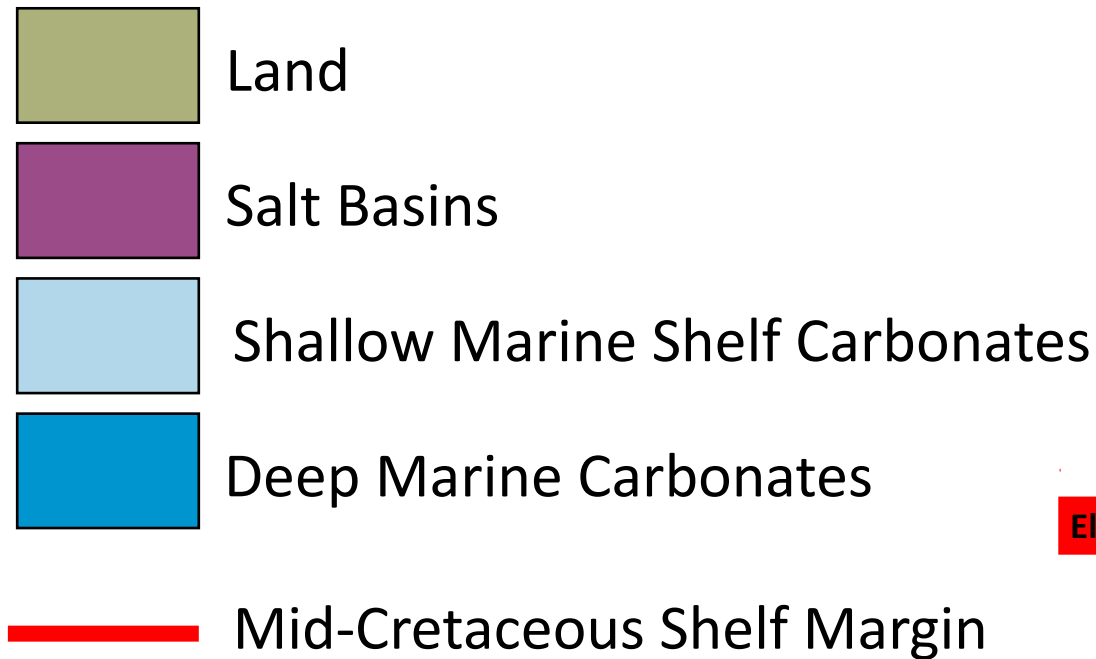 Land
Salt Basins
Shallow Marine Shelf Carbonates
Deep Marine Carbonates
Mid-Cretaceous Shelf Margin